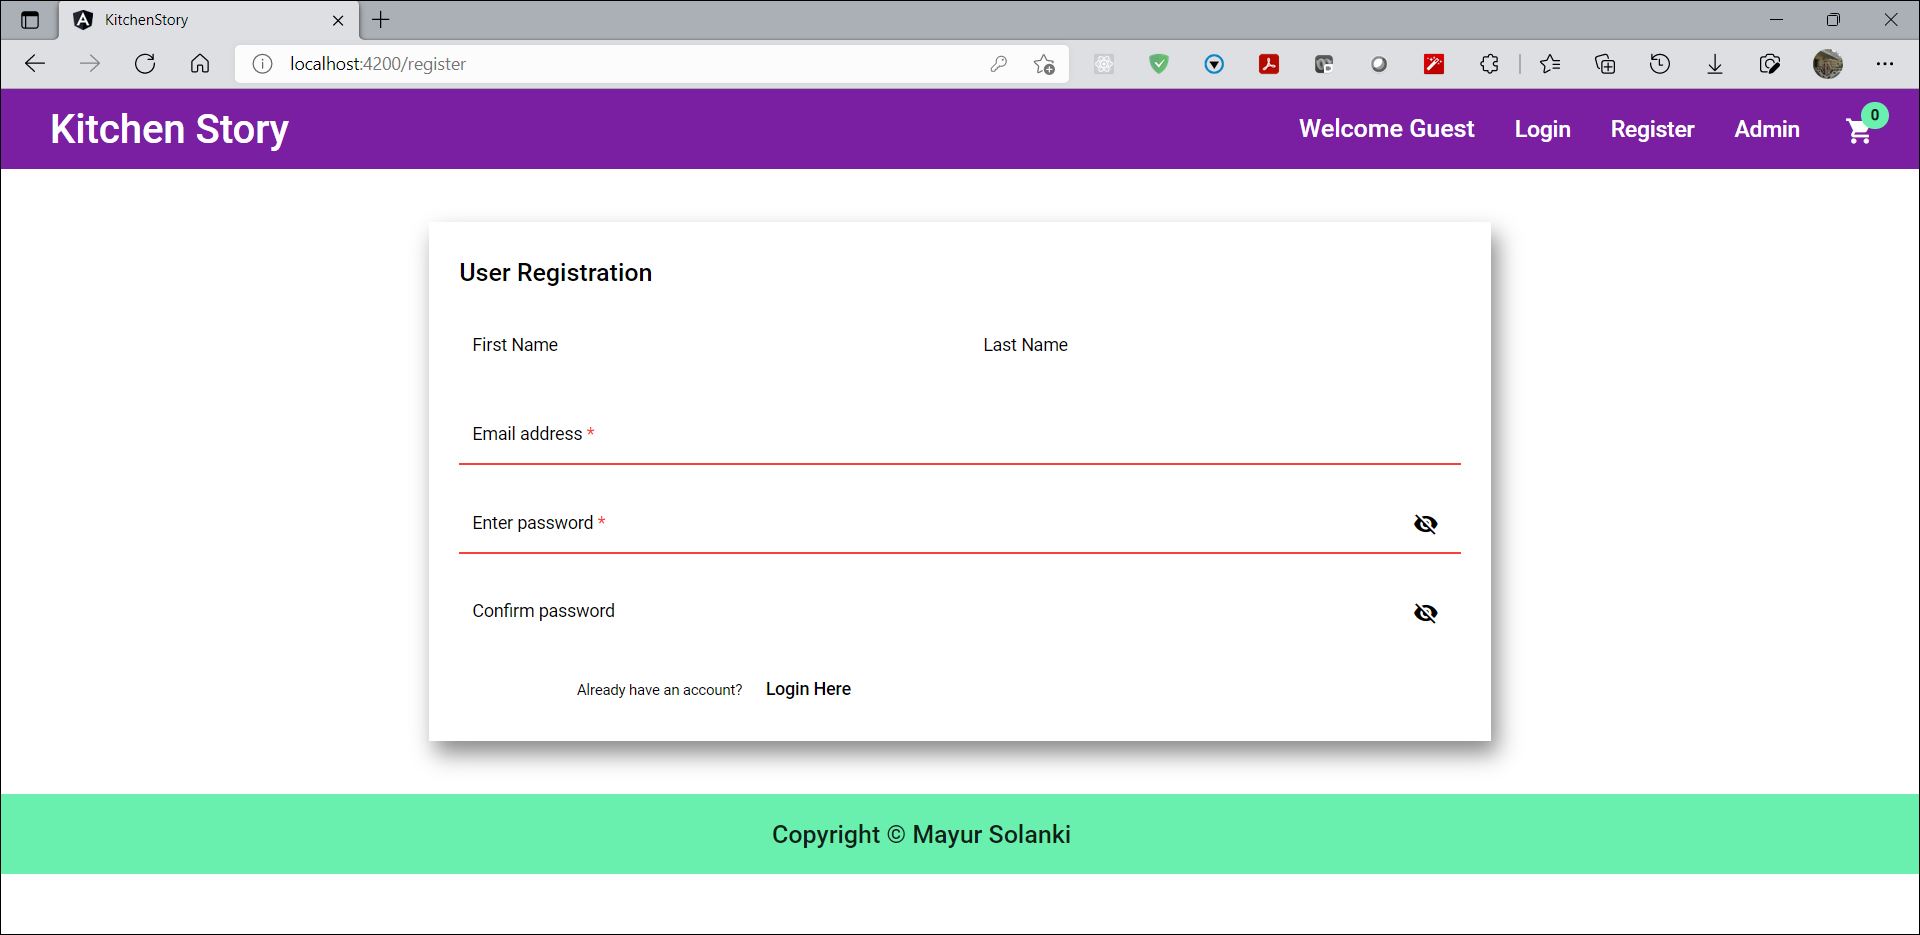 KitchenStory
localhost:4200/register
Kitchen Story
Welcome Guest Login Register Admin 0
User Registration
First Name Last Name
Email address *
Enter password *
Confirm password
Already have an account? Login Here
Copyright © Mayur Solanki